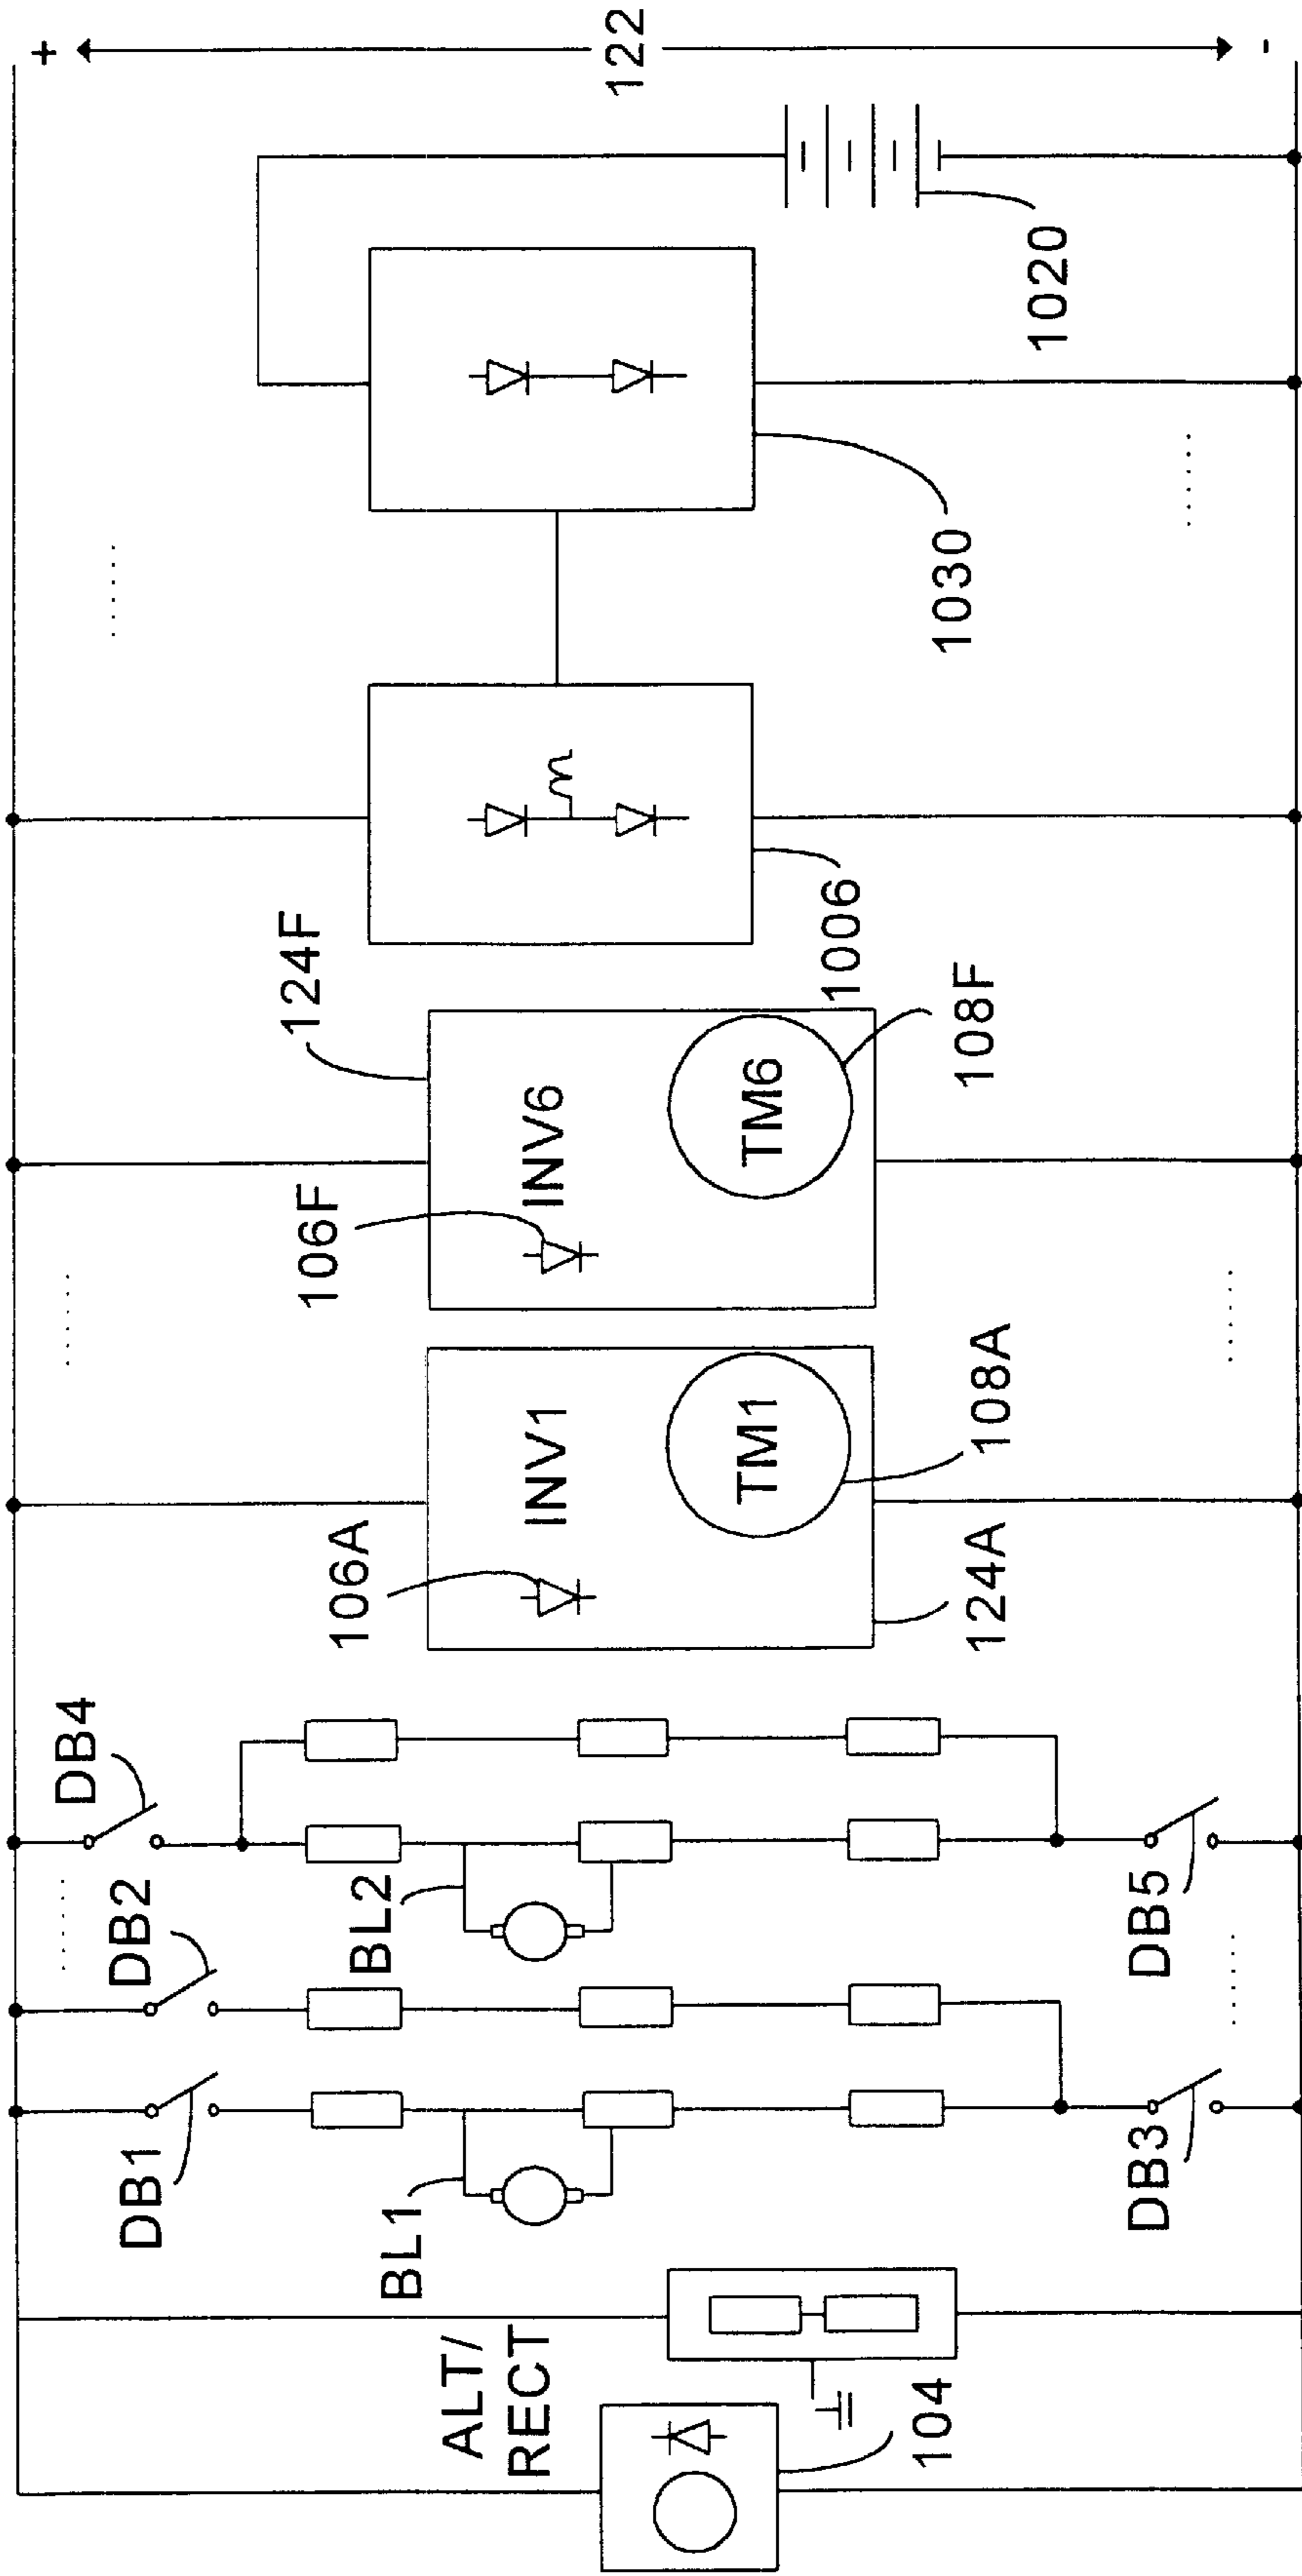 +
122
-
1020
1030
1006
124F
INV6
106F
TM6
108F
INV1
106A
TM1
108A
124A
DB4
DB2
BL2
DB5
DB1
BL1
DB3
ALT/
RECT
104